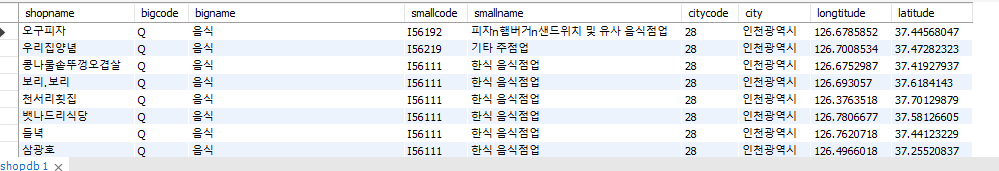 shopname bigcode bigname smallcode smallname citycode city longtitude latitude
오구피자 Q 음식 I56192 피자n햄버거n샌드위치 및 유사 음식점업 28 인천광역시 126.6785852 37.44568047
우리집양념 Q 음식 I56219 기타 주점업 28 인천광역시 126.7008534 37.47282323
콩나물솥뚜껑오겹살 Q 음식 I56111 한식 음식점업 28 인천광역시 126.6752987 37.41927937
보리,보리 Q 음식 I56111 한식 음식점업 28 인천광역시 126.693057 37.6184143
천서리횟집 Q 음식 I56111 한식 음식점업 28 인천광역시 126.3763518 37.70129879
뱃나드리식당 Q 음식 I56111 한식 음식점업 28 인천광역시 126.7806677 37.58126605
들녘 Q 음식 I56111 한식 음식점업 28 인천광역시 126.7620718 37.44123229
삼광호 Q 음식 I56111 한식 음식점업 28 인천광역시 126.4966018 37.25520837
shopdb 1